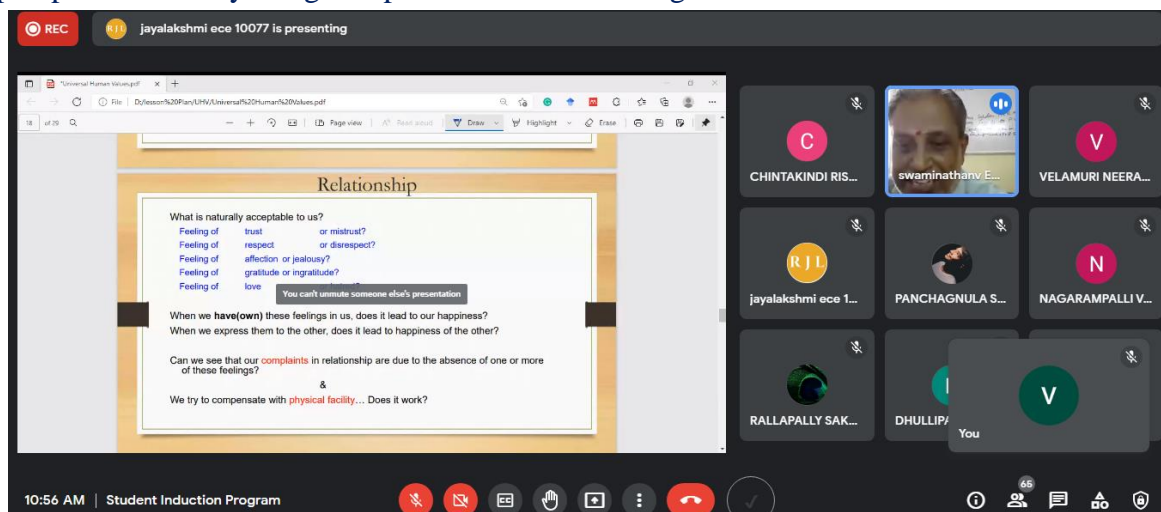 REC
RJL jayalakshmi ece 10077 is presenting
"Universal Human Values.pdf
File D:/lesson%20Plan/UHV/Universal%20Human%20Values.pdf
18 of 29 Page view Read aloud Draw Highlight Erase
Relationship
What is naturally acceptable to us?
Feeling of trust or mistrust?
Feeling of respect or disrespect?
Feeling of affection or jealousy?
Feeling of gratitude or ingratitude?
Feeling of love
You can't unmute someone else's presentation
When we have(own) these feelings in us, does it lead to our happiness?
When we express them to the other, does it lead to happiness of the other?
Can we see that our complaints in relationship are due to the absence of one or more
of these feelings?
&
We try to compensate with physical facility… Does it work?
C
CHINTAKINDI RIS...
swaminathanv E...
V
VELAMURI NEERA...
RJL
jayalakshmi ece 1...
PANCHAGNULA S...
N
NAGARAMPALLI V...
RALLAPALLY SAK...
DHULLIPA
V
You
10:56 AM | Student Induction Program
65